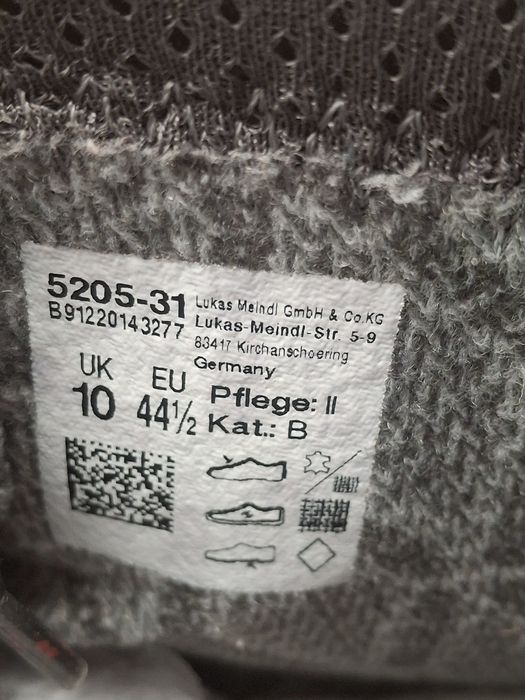 5205-31
B91220143277
Lukas Meindl GmbH & Co.KG
Lukas-Meindl-Str. 5-9
83417 Kirchanschoering
Germany
UK EU
10 44½
Pflege: II
Kat.: B